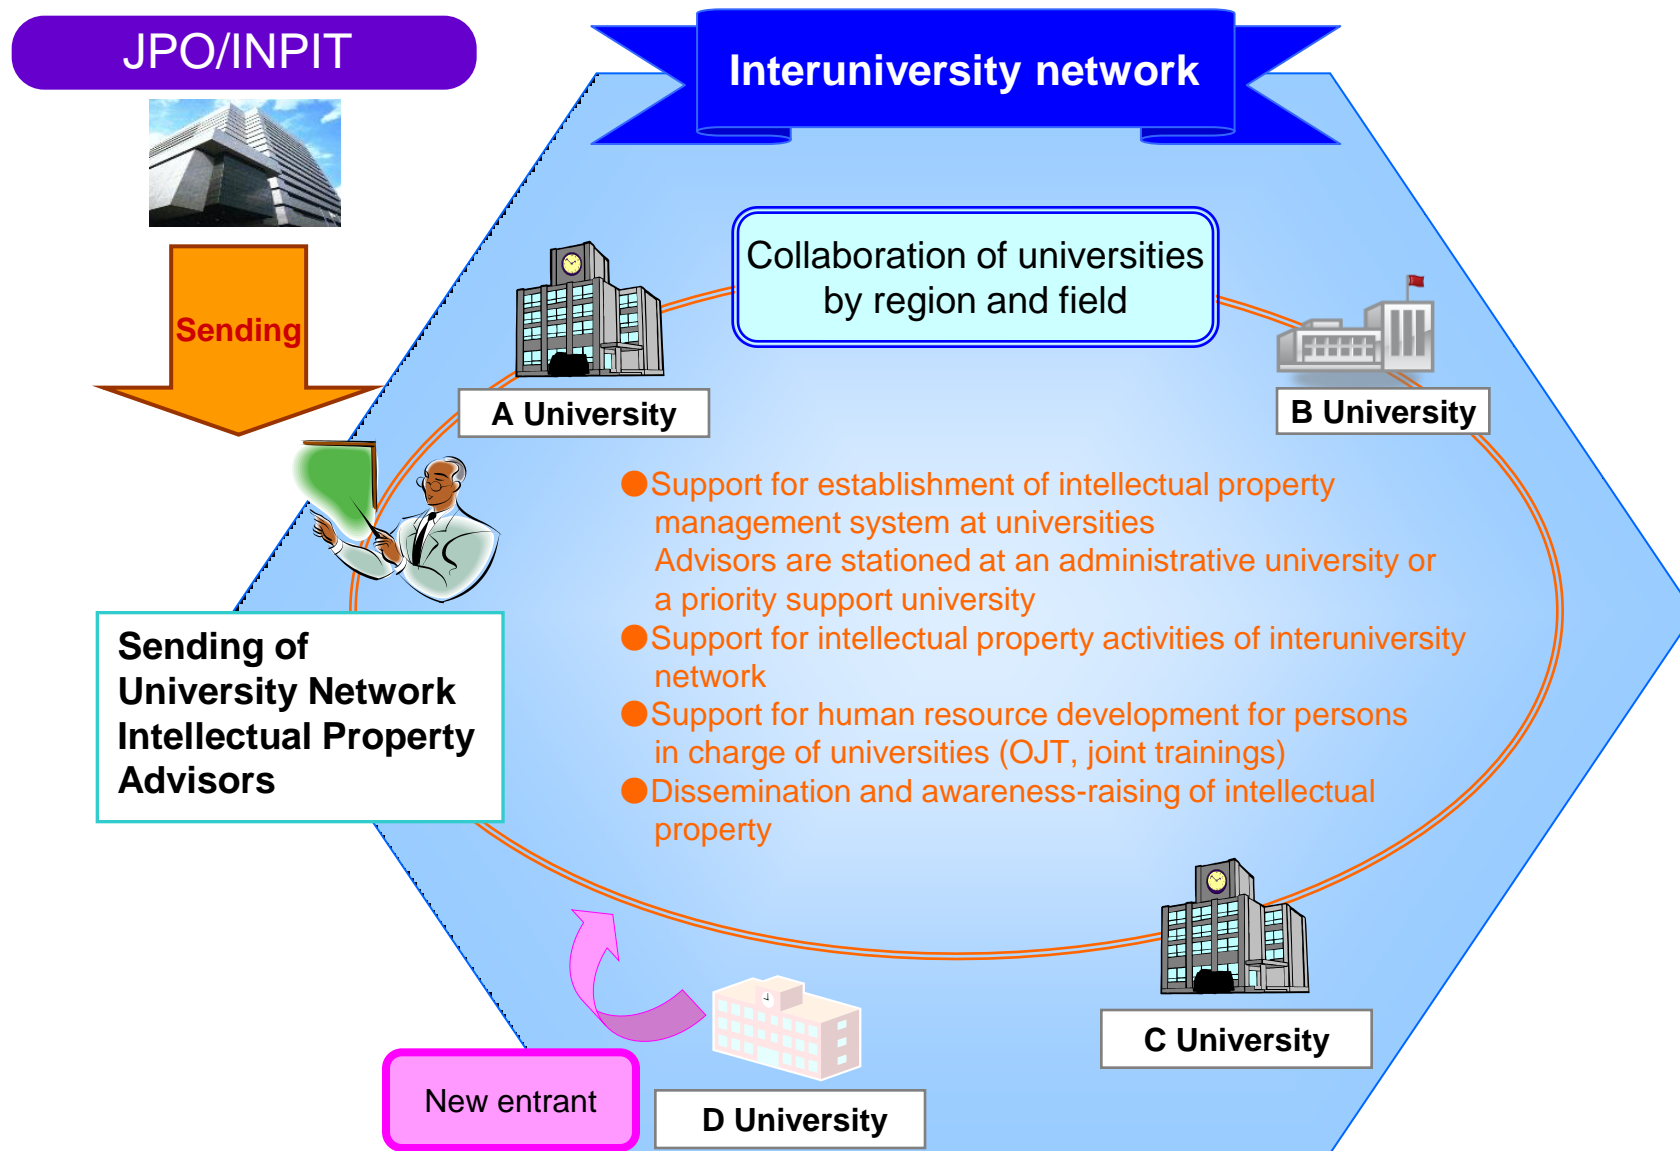 JPO/INPIT
Interuniversity network
Collaboration of universities
by region and field
Sending
A University
B University
●Support for establishment of intellectual property
management system at universities
Advisors are stationed at an administrative university or
a priority support university
●Support for intellectual property activities of interuniversity
network
●Support for human resource development for persons
in charge of universities (OJT, joint trainings)
●Dissemination and awareness-raising of intellectual
property
Sending of
University Network
Intellectual Property
Advisors
C University
New entrant
D University